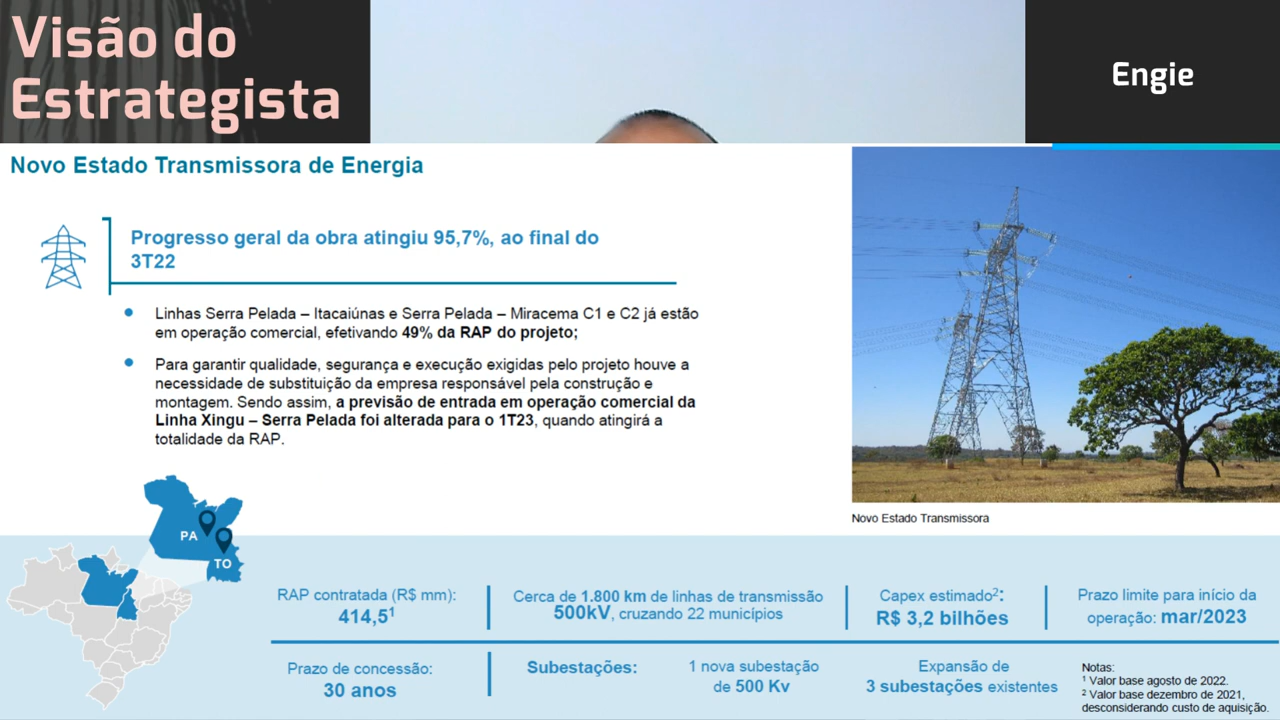 Visão do
Estrategista
Engie
Novo Estado Transmissora de Energia
Progresso geral da obra atingiu 95,7%, ao final do
3T22
Linhas Serra Pelada – Itacaiúnas e Serra Pelada – Miracema C1 e C2 já estão
em operação comercial, efetivando 49% da RAP do projeto;
Para garantir qualidade, segurança e execução exigidas pelo projeto houve a
necessidade de substituição da empresa responsável pela construção e
montagem. Sendo assim, a previsão de entrada em operação comercial da
Linha Xingu – Serra Pelada foi alterada para o 1T23, quando atingirá a
totalidade da RAP.
Novo Estado Transmissora
PA
TO
RAP contratada (R$ mm):
414,5¹
Cerca de 1.800 km de linhas de transmissão
500kV, cruzando 22 municípios
Capex estimado²:
R$ 3,2 bilhões
Prazo limite para início da
operação: mar/2023
Prazo de concessão:
30 anos
Subestações:
1 nova subestação
de 500 Kv
Expansão de
3 subestações existentes
Notas:
¹ Valor base agosto de 2022.
² Valor base dezembro de 2021,
desconsiderando custo de aquisição.